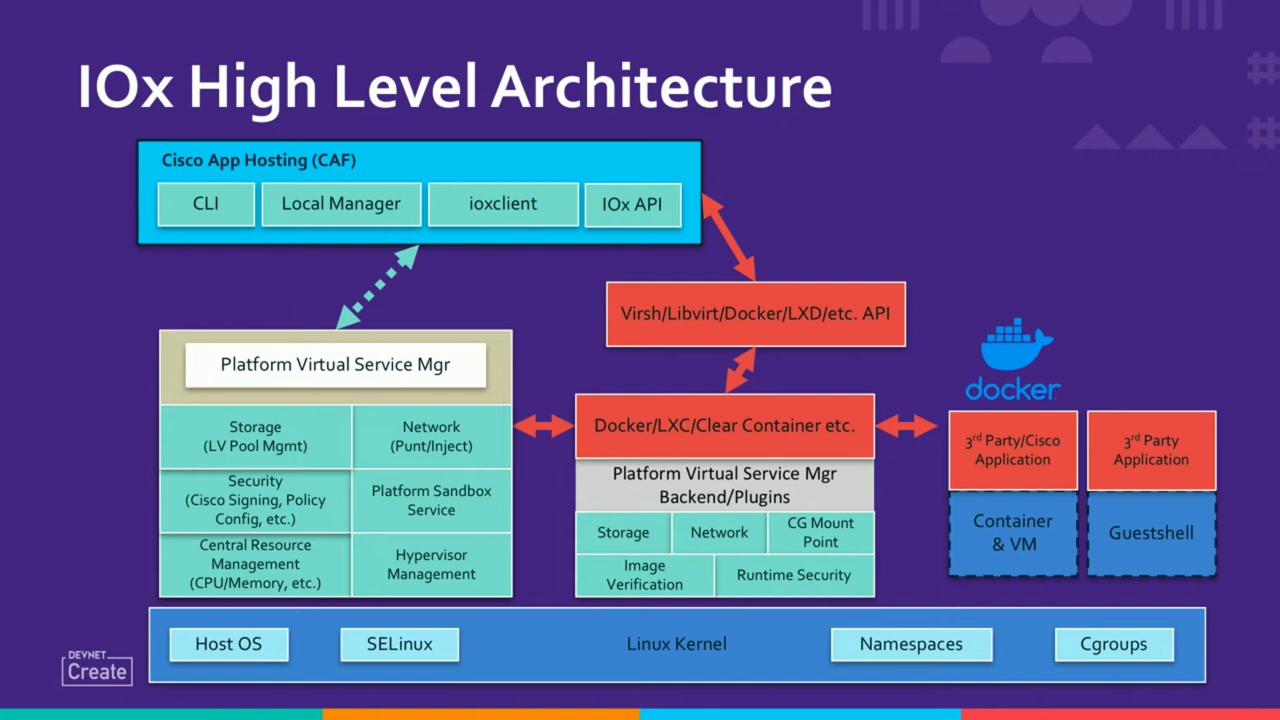 IOx High Level Architecture
Cisco App Hosting (CAF)
CLI
Local Manager
ioxclient
IOx API
Virsh/Libvirt/Docker/LXD/etc. API
docker
Platform Virtual Service Mgr
Storage
(LV Pool Mgmt)
Network
(Punt/Inject)
Security
(Cisco Signing, Policy
Config, etc.)
Platform Sandbox
Service
Central Resource
Management
(CPU/Memory, etc.)
Hypervisor
Management
Docker/LXC/Clear Container etc.
Platform Virtual Service Mgr
Backend/Plugins
Storage
Network
CG Mount
Point
Image
Verification
Runtime Security
3rd Party/Cisco
Application
Container
& VM
3rd Party
Application
Guestshell
Host OS
SELinux
Linux Kernel
Namespaces
Cgroups
DEVNET
Create